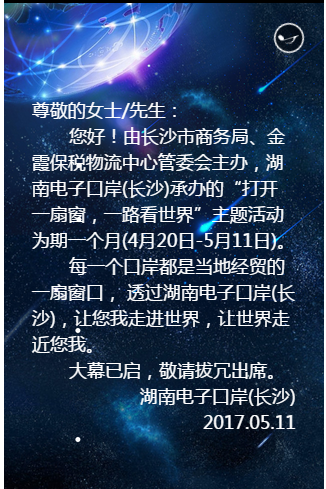 尊敬的女士/先生：
您好！由长沙市商务局、金
霞保税物流中心管委会主办，湖
南电子口岸(长沙)承办的“打开
一扇窗，一路看世界”主题活动
为期一个月(4月20日-5月11日)。
每一个口岸都是当地经贸的
一扇窗口， 透过湖南电子口岸(长
沙)，让您我走进世界，让世界走
近您我。
大幕已启，敬请拔冗出席。
湖南电子口岸(长沙)
2017.05.11